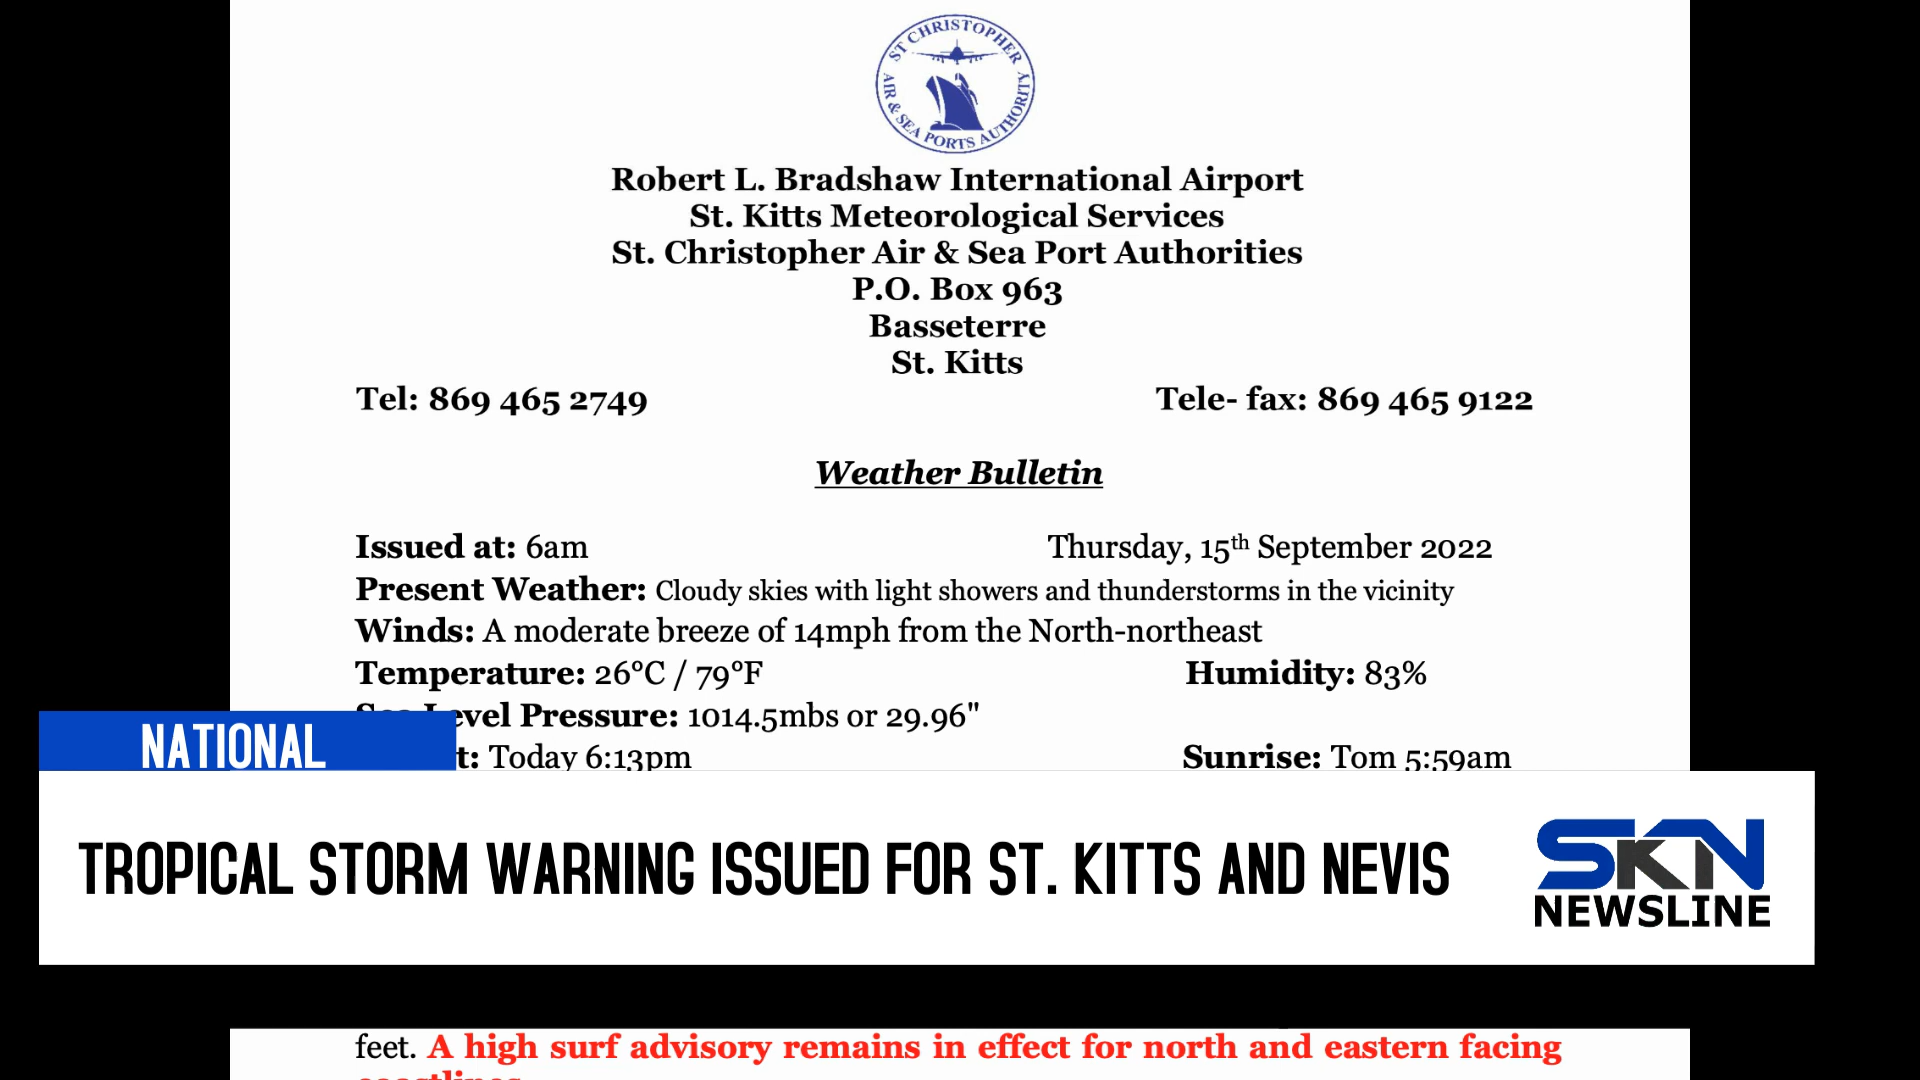 ST CHRISTOPHER
AIR & SEA PORTS AUTHORITY
Robert L. Bradshaw International Airport
St. Kitts Meteorological Services
St. Christopher Air & Sea Port Authorities
P.O. Box 963
Basseterre
St. Kitts
Tel: 869 465 2749 Tele- fax: 869 465 9122
Weather Bulletin
Issued at: 6am Thursday, 15th September 2022
Present Weather: Cloudy skies with light showers and thunderstorms in the vicinity
Winds: A moderate breeze of 14mph from the North-northeast
Temperature: 26°C / 79°F Humidity: 83%
Level Pressure: 1014.5mbs or 29.96"
t: Today 6:13pm Sunrise: Tom 5:59am
NATIONAL
TROPICAL STORM WARNING ISSUED FOR ST. KITTS AND NEVIS
SKN
NEWSLINE
feet. A high surf advisory remains in effect for north and eastern facing